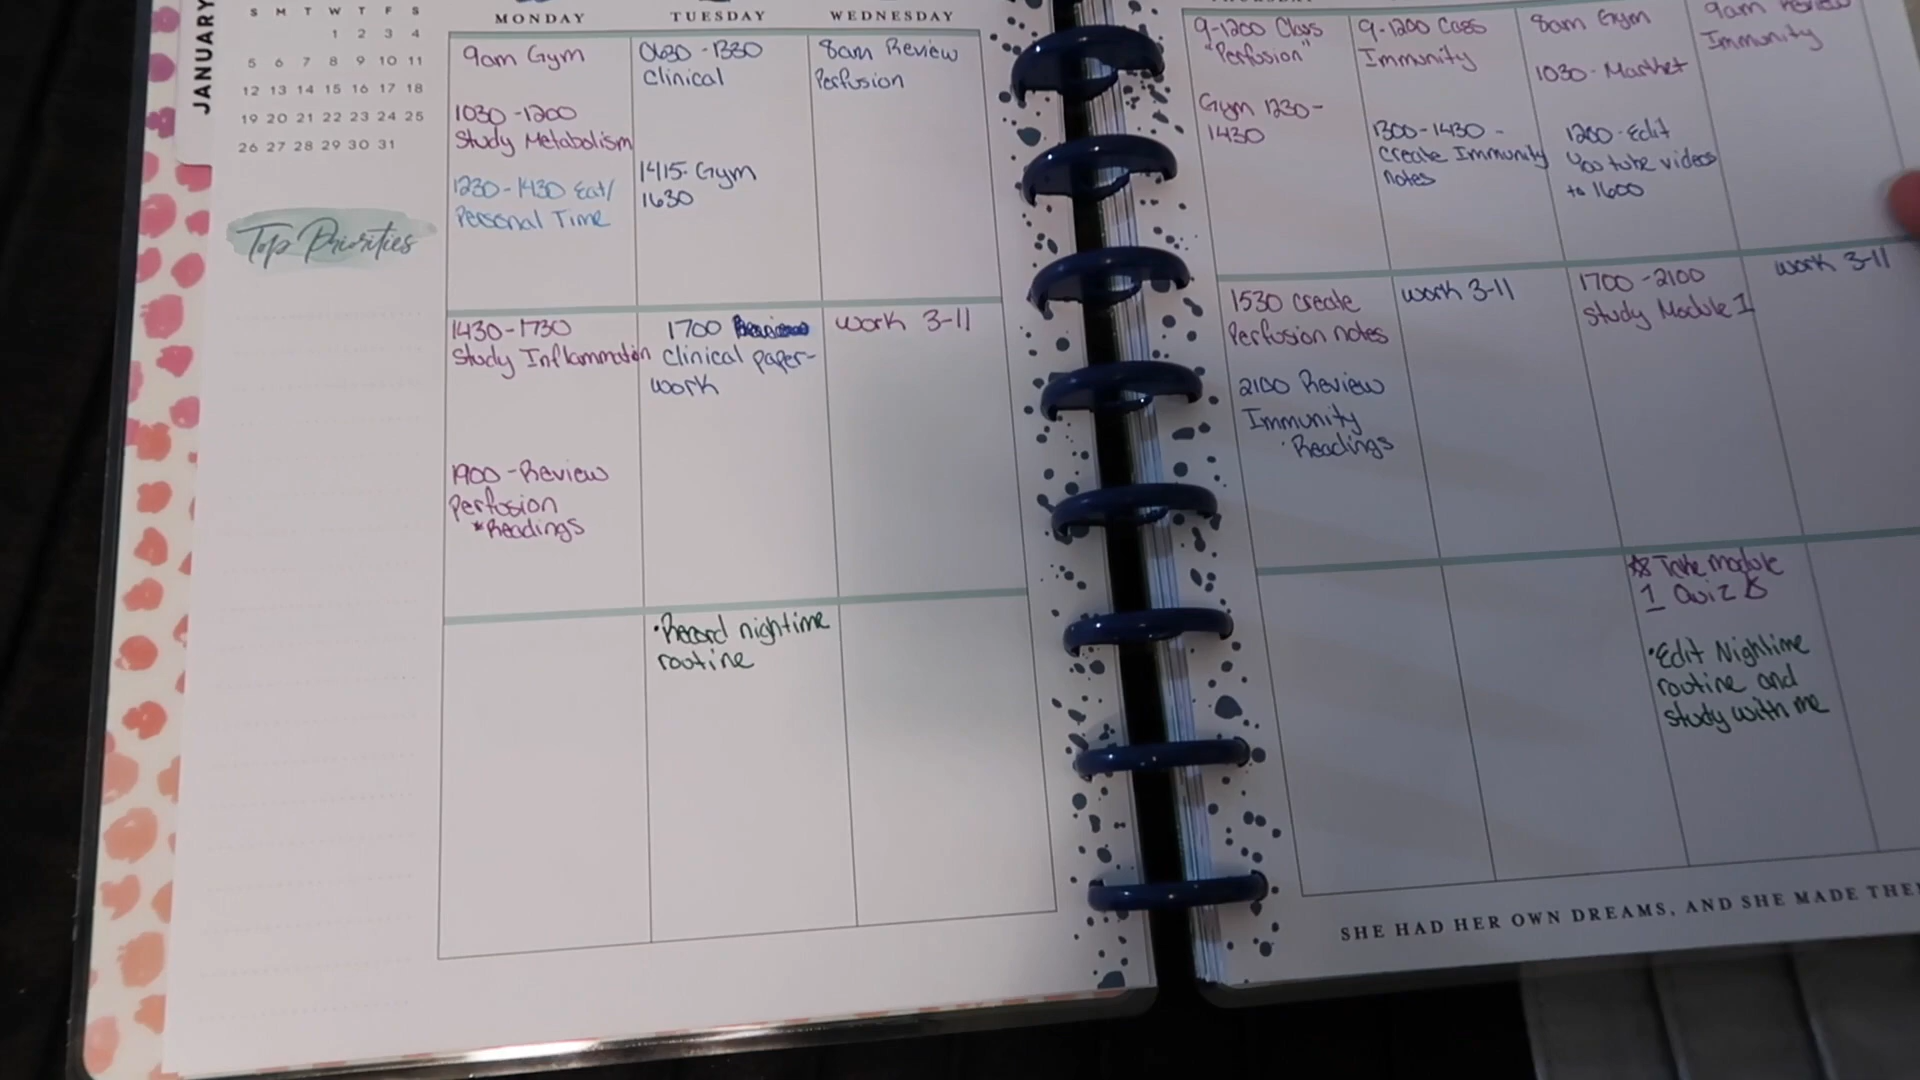 JANUARY
S M T W T F S
1 2 3 4
5 6 7 8 9 10 11
12 13 14 15 16 17 18
19 20 21 22 23 24 25
26 27 28 29 30 31
Top Priorities
MONDAY
9am Gym
1030 - 1200
Study Metabolism
1230 - 1430 Eat/
Personal Time
1430 - 1730
Study Inflammation
1900 - Review
Perfusion
*Readings
TUESDAY
0630 - 1330
Clinical
1415 - Gym
1630
1700
Clinical paper-
work
• Record nightime
routine
WEDNESDAY
8am Review
Perfusion
work 3-11
9-1200 Class
"Perfusion"
Gym 1230 -
1430
1530 create
Perfusion notes
2100 Review
Immunity
• Readings
9-1200 Cass
Immunity
1300 - 1430 -
create Immunity
notes
work 3-11
8am Gym
1030 - Market
1200 - Edit
You tube videos
to 1600
1700 - 2100
Study Module 1
Take module
1 Quiz
• Edit Nightime
routine and
study with me
9am Review
Immunity
work 3-11
SHE HAD HER OWN DREAMS, AND SHE MADE